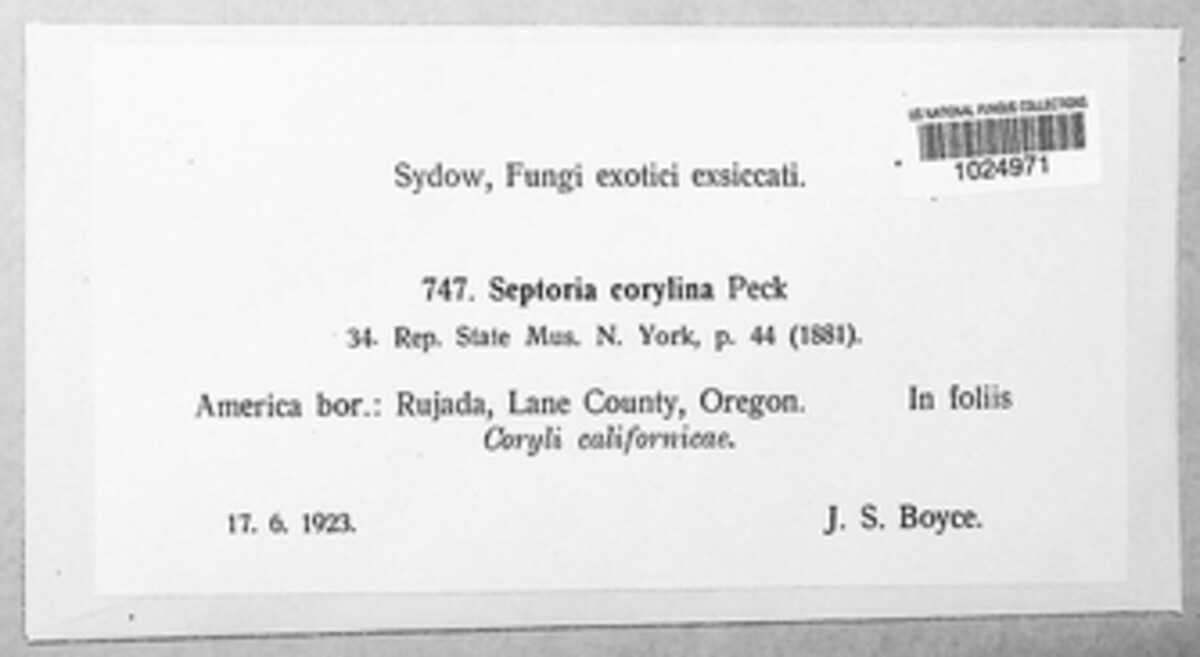 US NATIONAL FUNGUS COLLECTIONS
1024971
Sydow, Fungi exotici exsiccati.
747. Septoria corylina Peck
34. Rep. State Mus. N. York, p. 44 (1881).
America bor.: Rujada, Lane County, Oregon. In foliis
Coryli californicae.
17. 6. 1923. J. S. Boyce.